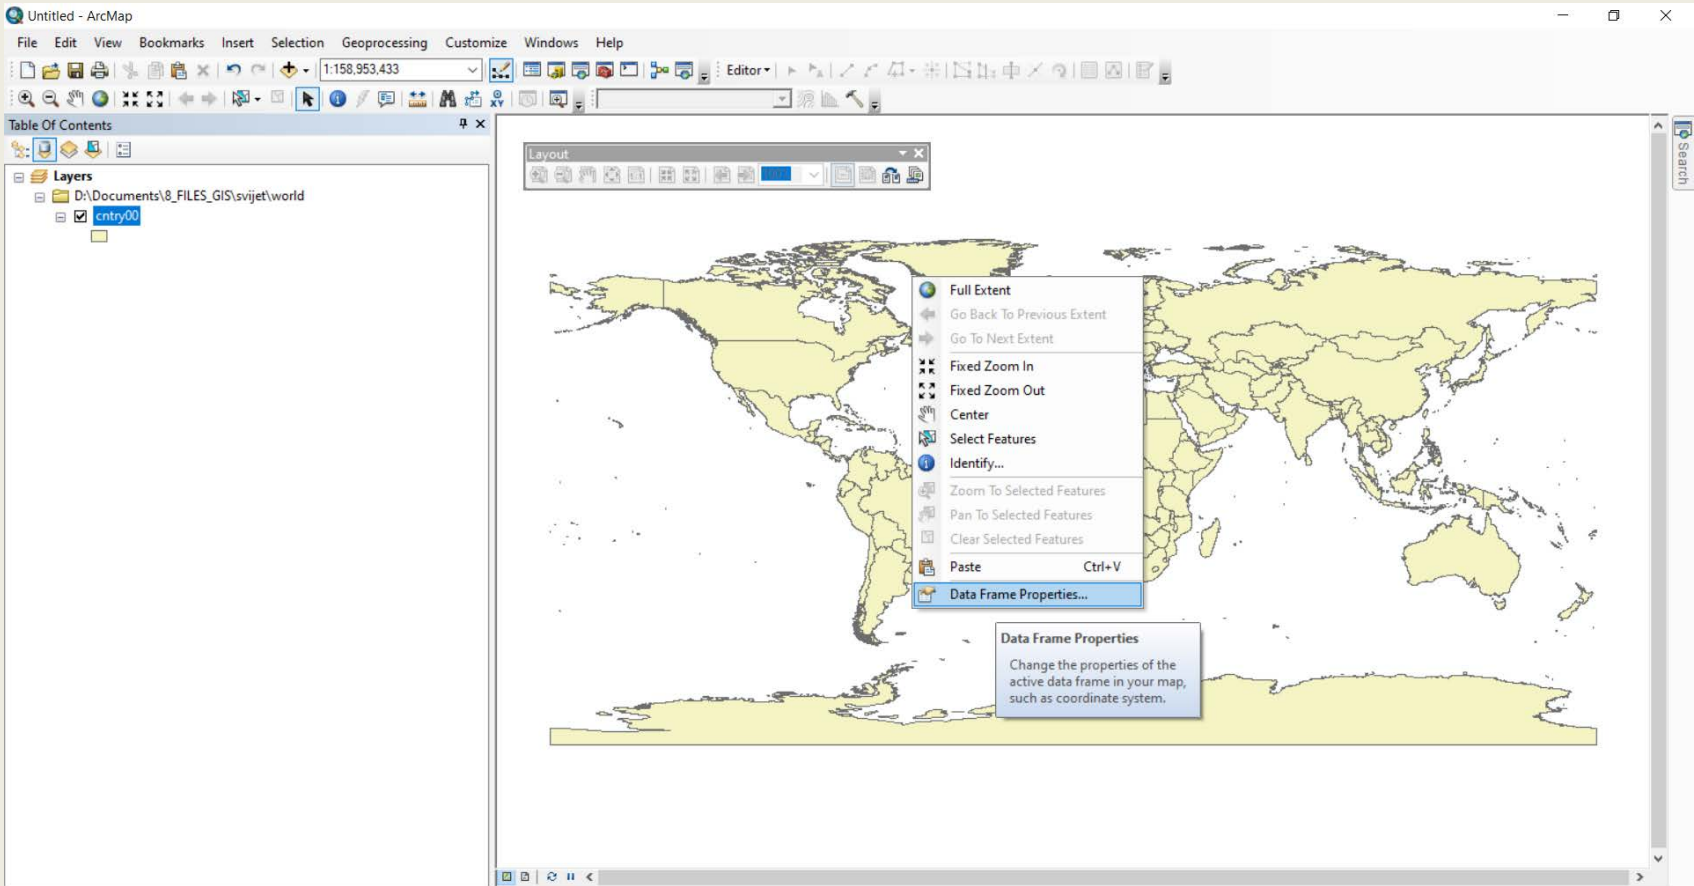 Untitled - ArcMap
File Edit View Bookmarks Insert Selection Geoprocessing Customize Windows Help
1:158,953,433
Editor
Table Of Contents
Layers
D:\Documents\8_FILES_GIS\svijet\world
cntry00
Layout
Search
Full Extent
Go Back To Previous Extent
Go To Next Extent
Fixed Zoom In
Fixed Zoom Out
Center
Select Features
Identify...
Zoom To Selected Features
Pan To Selected Features
Clear Selected Features
Paste Ctrl+V
Data Frame Properties...
Data Frame Properties
Change the properties of the
active data frame in your map,
such as coordinate system.